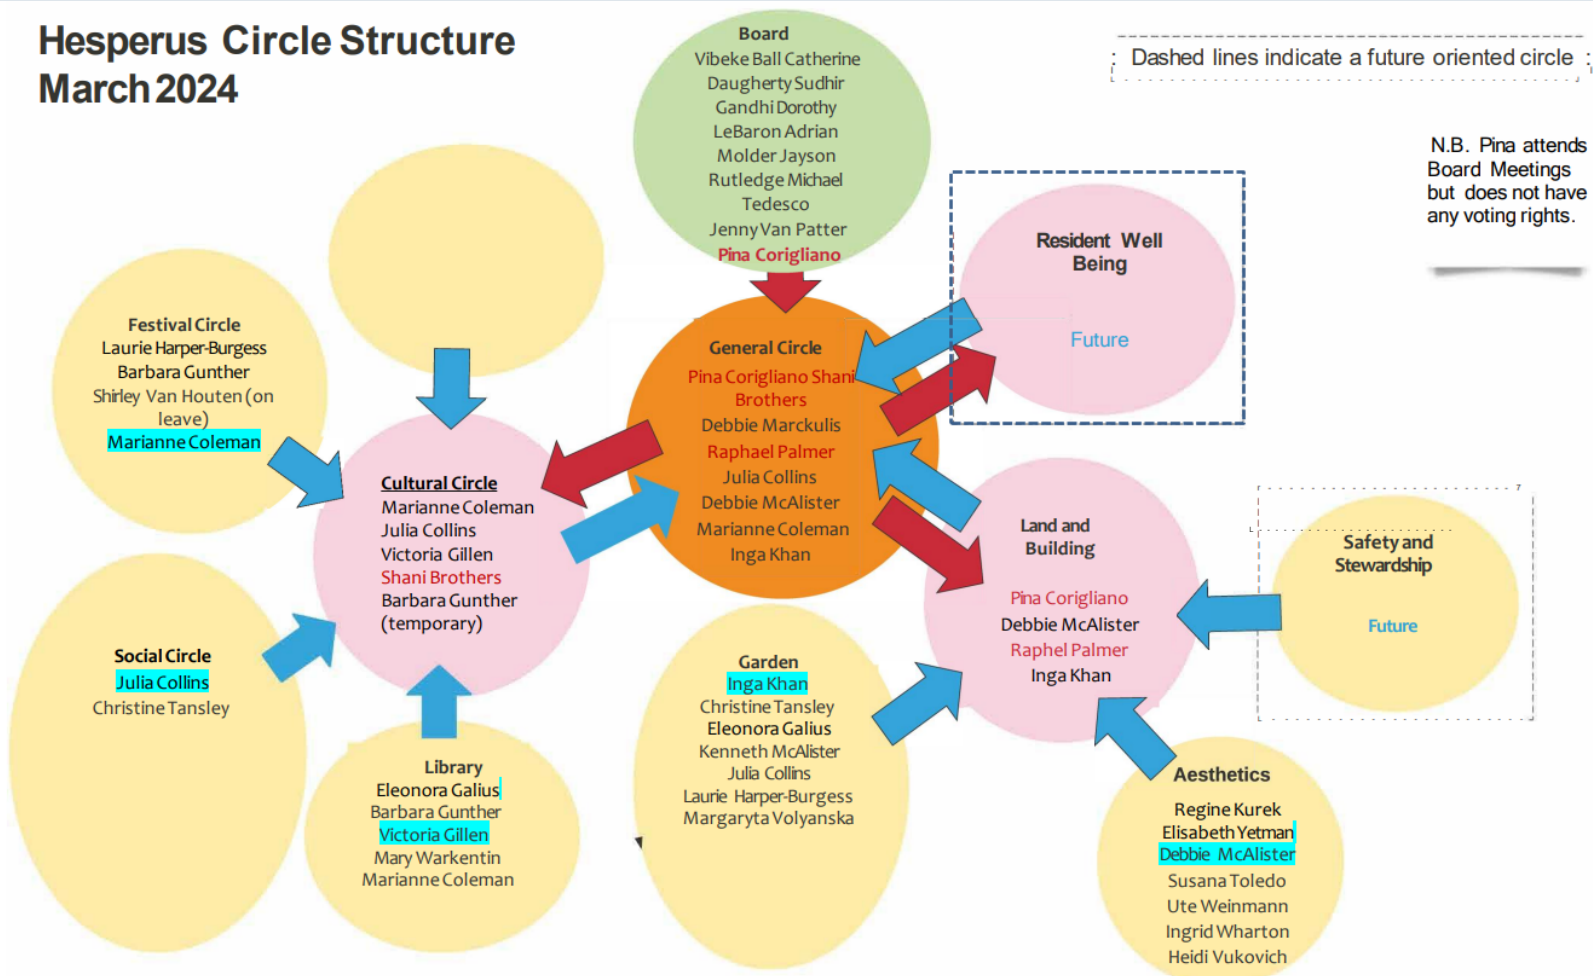 Hesperus Circle Structure
March 2024
Board
Vibeke Ball Catherine
Daugherty Sudhir
Gandhi Dorothy
LeBaron Adrian
Molder Jayson
Rutledge Michael
Tedesco
Jenny Van Patter
Pina Corigliano
Dashed lines indicate a future oriented circle
N.B. Pina attends
Board Meetings
but does not have
any voting rights.
Resident Well
Being
Future
Festival Circle
Laurie Harper-Burgess
Barbara Gunther
Shirley Van Houten (on
leave)
Marianne Coleman
General Circle
Pina Corigliano Shani
Brothers
Debbie Marckulis
Raphael Palmer
Julia Collins
Debbie McAlister
Marianne Coleman
Inga Khan
Cultural Circle
Marianne Coleman
Julia Collins
Victoria Gillen
Shani Brothers
Barbara Gunther
(temporary)
Land and
Building
Pina Corigliano
Debbie McAlister
Raphel Palmer
Inga Khan
Safety and
Stewardship
Future
Social Circle
Julia Collins
Christine Tansley
Library
Eleonora Galius
Barbara Gunther
Victoria Gillen
Mary Warkentin
Marianne Coleman
Garden
Inga Khan
Christine Tansley
Eleonora Galius
Kenneth McAlister
Julia Collins
Laurie Harper-Burgess
Margaryta Volyanska
Aesthetics
Regine Kurek
Elisabeth Yetman
Debbie McAlister
Susana Toledo
Ute Weinmann
Ingrid Wharton
Heidi Vukovich